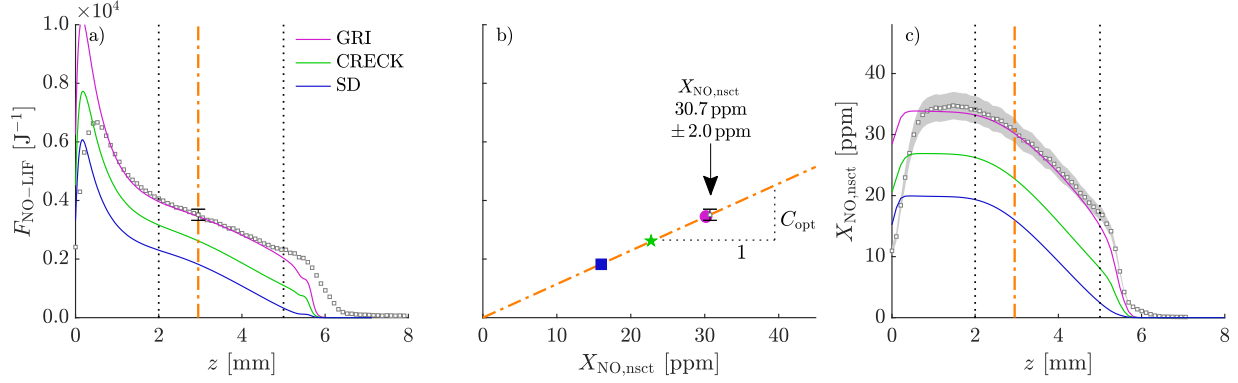 ×10⁴
a)
1.0
0.8
0.6
0.4
0.2
0.0
F_NO−LIF [J⁻¹]
GRI
CRECK
SD
0 2 4 6 8
z [mm]
b)
X_NO,nsct
30.7 ppm
± 2.0 ppm
C_opt
1
0 10 20 30 40
X_NO,nsct [ppm]
c)
40
30
20
10
0
X_NO,nsct [ppm]
0 2 4 6 8
z [mm]